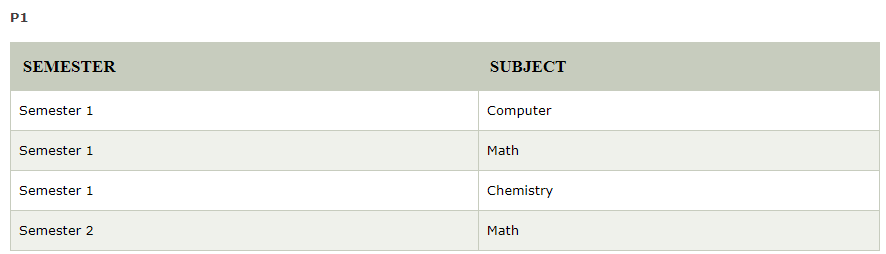 P1
SEMESTER SUBJECT
Semester 1 Computer
Semester 1 Math
Semester 1 Chemistry
Semester 2 Math